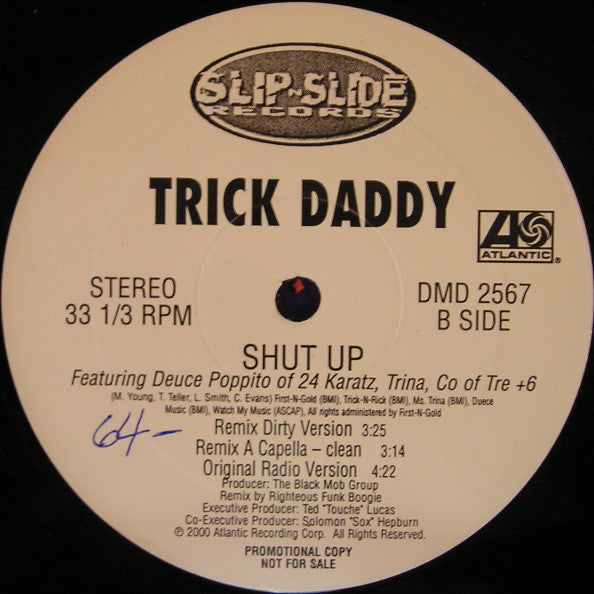 SLIP-N-SLIDE
RECORDS
TRICK DADDY
ATLANTIC®
STEREO
33 1/3 RPM
DMD 2567
B SIDE
SHUT UP
Featuring Deuce Poppito of 24 Karatz, Trina, Co of Tre +6
(M. Young, T. Teller, L. Smith, C. Evans) First-N-Gold (BMI), Trick-N-Rick (BMI), Ms. Trina (BMI), Duece
Music (BMI), Watch My Music (ASCAP). All rights administered by First-N-Gold
64-
Remix Dirty Version 3:25
Remix A Capella – clean 3:14
Original Radio Version 4:22
Producer: The Black Mob Group
Remix by Righteous Funk Boogie
Executive Producer: Ted "Touche" Lucas
Co-Executive Producer: Splomon "Sox" Hepburn
℗ 2000 Atlantic Recording Corp. All Rights Reserved.
PROMOTIONAL COPY
NOT FOR SALE